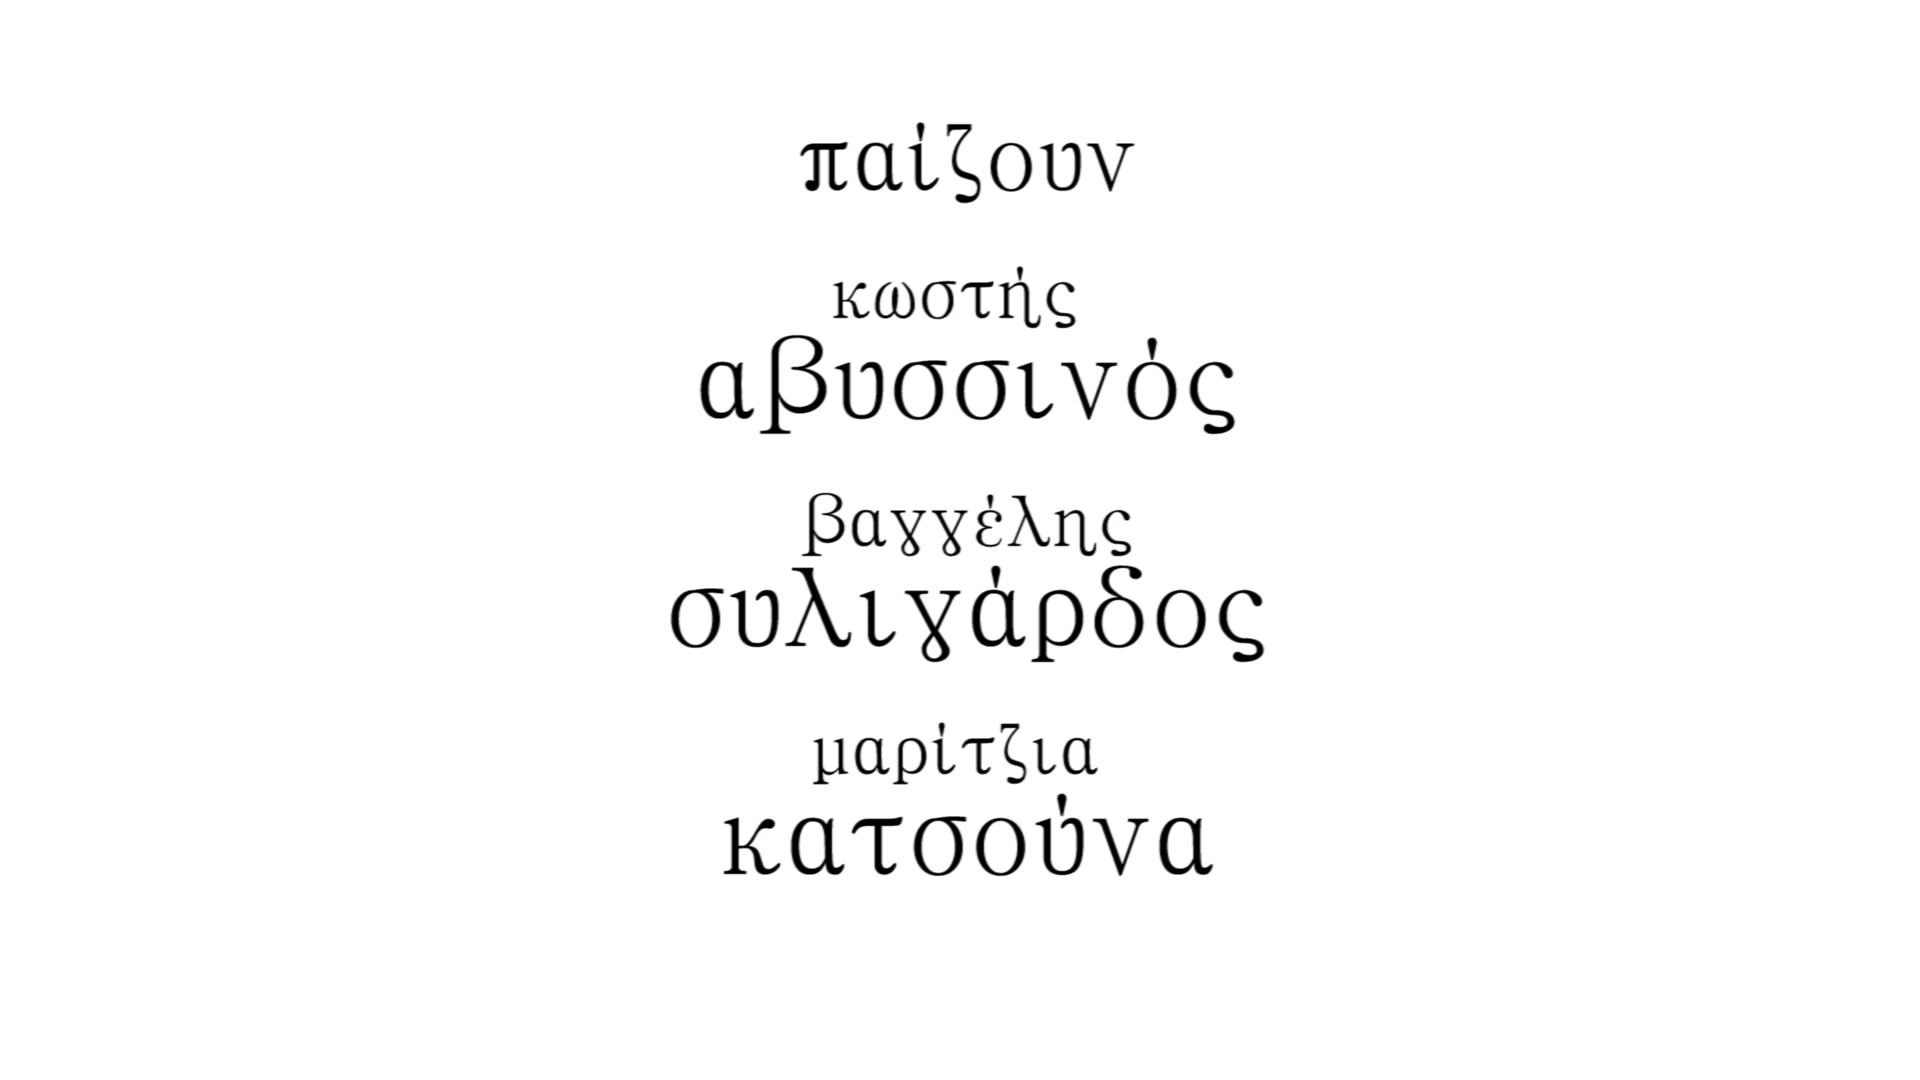 παίζουν
κωστής
αβυσσινός
βαγγέλης
συλιγάρδος
μαρίτζια
κατσούνα